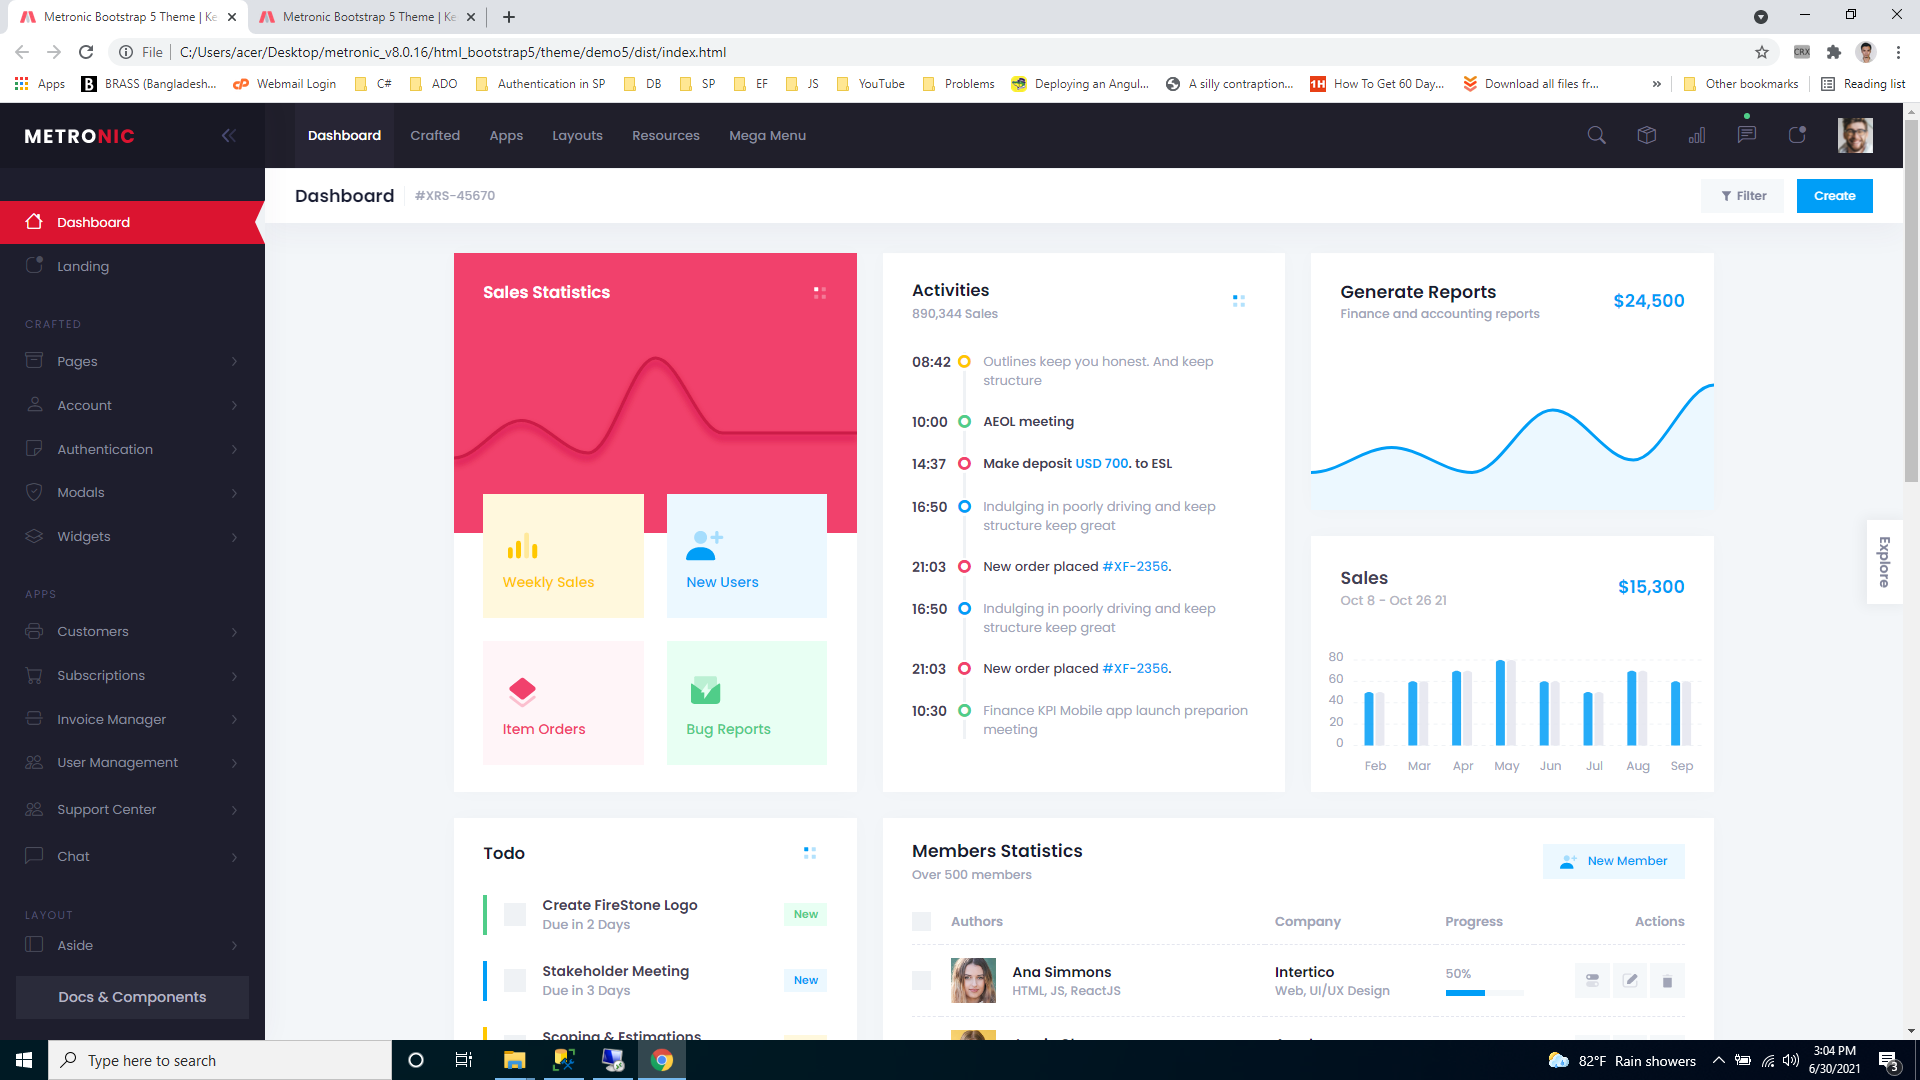 Metronic Bootstrap 5 Theme | Ke
Metronic Bootstrap 5 Theme | Ke
File
C:/Users/acer/Desktop/metronic_v8.0.16/html_bootstrap5/theme/demo5/dist/index.html
CRX
Apps
BRASS (Bangladesh...
Webmail Login
C#
ADO
Authentication in SP
DB
SP
EF
JS
YouTube
Problems
Deploying an Angul...
A silly contraption...
How To Get 60 Day...
Download all files fr...
Other bookmarks
Reading list
METRONIC
Dashboard
Crafted
Apps
Layouts
Resources
Mega Menu
Dashboard
#XRS-45670
Filter
Create
Dashboard
Landing
CRAFTED
Pages
Account
Authentication
Modals
Widgets
APPS
Customers
Subscriptions
Invoice Manager
User Management
Support Center
Chat
LAYOUT
Aside
Docs & Components
Sales Statistics
Weekly Sales
New Users
Item Orders
Bug Reports
Activities
890,344 Sales
08:42 Outlines keep you honest. And keep
structure
10:00 AEOL meeting
14:37 Make deposit USD 700. to ESL
16:50 Indulging in poorly driving and keep
structure keep great
21:03 New order placed #XF-2356.
16:50 Indulging in poorly driving and keep
structure keep great
21:03 New order placed #XF-2356.
10:30 Finance KPI Mobile app launch preparion
meeting
Generate Reports
Finance and accounting reports
$24,500
Sales
Oct 8 - Oct 26 21
$15,300
80
60
40
20
0
Feb Mar Apr May Jun Jul Aug Sep
Explore
Todo
Create FireStone Logo
Due in 2 Days
New
Stakeholder Meeting
Due in 3 Days
New
Scoping & Estimations
Members Statistics
Over 500 members
New Member
Authors Company Progress Actions
Ana Simmons
HTML, JS, ReactJS
Intertico
Web, UI/UX Design
50%
Type here to search
82°F Rain showers
3:04 PM
6/30/2021
3